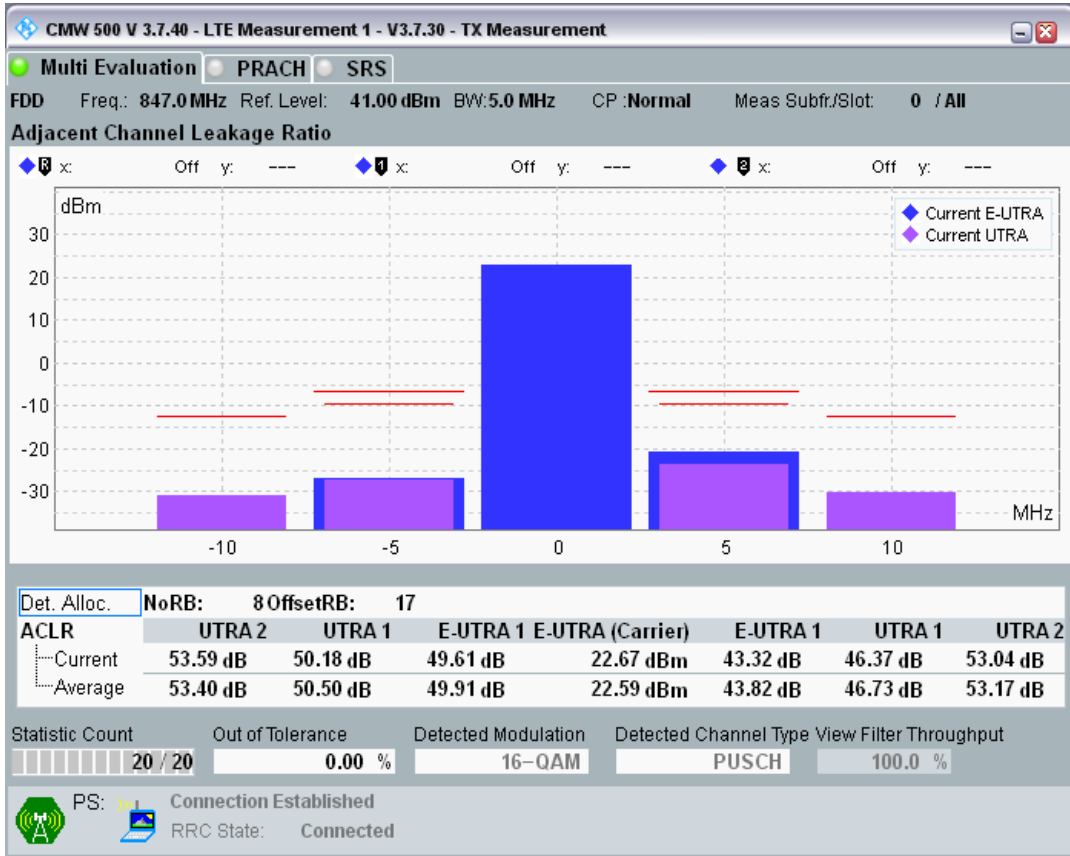 CMW 500 V 3.7.40 - LTE Measurement 1 - V3.7.30 - TX Measurement
Multi Evaluation PRACH SRS
FDD Freq.: 847.0 MHz Ref. Level: 41.00 dBm BW: 5.0 MHz CP :Normal Meas Subfr./Slot: 0 / All
Adjacent Channel Leakage Ratio
R x: Off y: --- 1 x: Off y: --- 2 x: Off y: ---
dBm
Current E-UTRA
Current UTRA
30
20
10
0
-10
-20
-30
MHz
-10 -5 0 5 10
Det. Alloc. NoRB: 8 OffsetRB: 17
ACLR UTRA 2 UTRA 1 E-UTRA 1 E-UTRA (Carrier) E-UTRA 1 UTRA 1 UTRA 2
Current 53.59 dB 50.18 dB 49.61 dB 22.67 dBm 43.32 dB 46.37 dB 53.04 dB
Average 53.40 dB 50.50 dB 49.91 dB 22.59 dBm 43.82 dB 46.73 dB 53.17 dB
Statistic Count Out of Tolerance Detected Modulation Detected Channel Type View Filter Throughput
20 / 20 0.00 % 16-QAM PUSCH 100.0 %
PS: Connection Established
RRC State: Connected